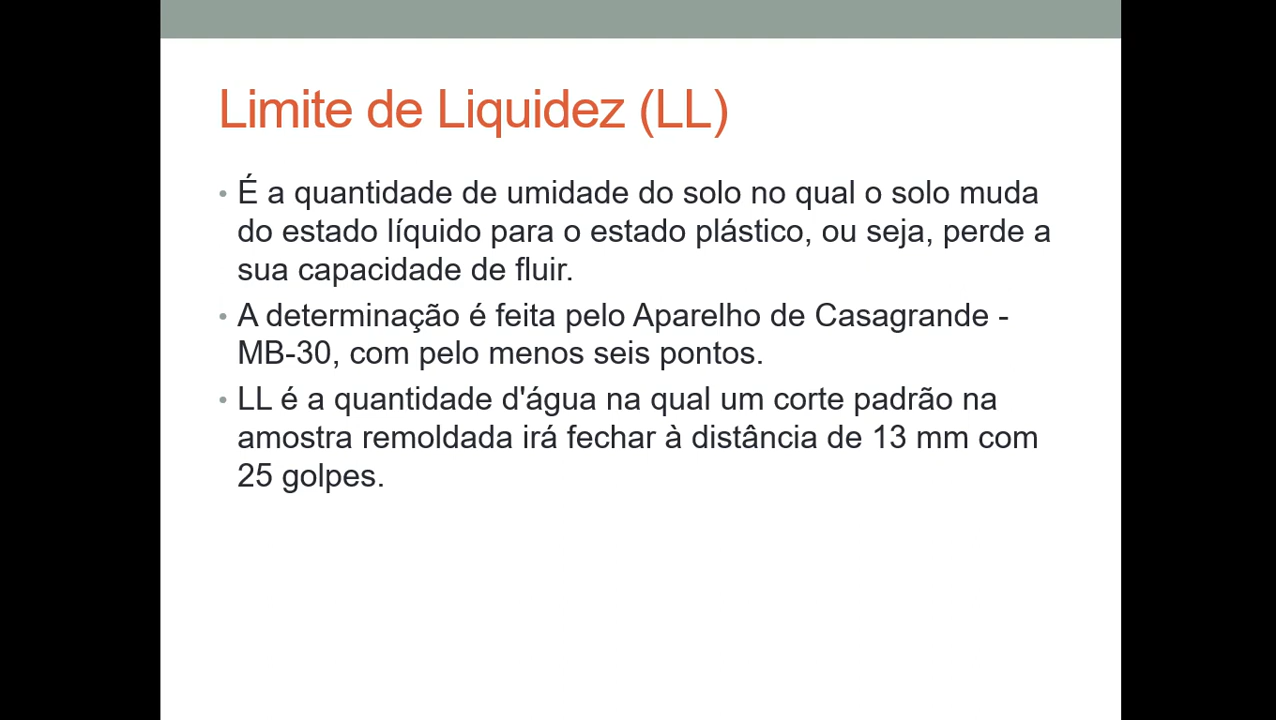 Limite de Liquidez (LL)
• É a quantidade de umidade do solo no qual o solo muda
do estado líquido para o estado plástico, ou seja, perde a
sua capacidade de fluir.
• A determinação é feita pelo Aparelho de Casagrande -
MB-30, com pelo menos seis pontos.
• LL é a quantidade d'água na qual um corte padrão na
amostra remoldada irá fechar à distância de 13 mm com
25 golpes.